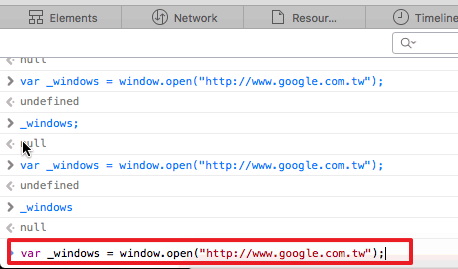 Elements
Network
Resour...
Timeline
null
var _windows = window.open("http://www.google.com.tw");
undefined
_windows;
null
var _windows = window.open("http://www.google.com.tw");
undefined
_windows
null
var _windows = window.open("http://www.google.com.tw");